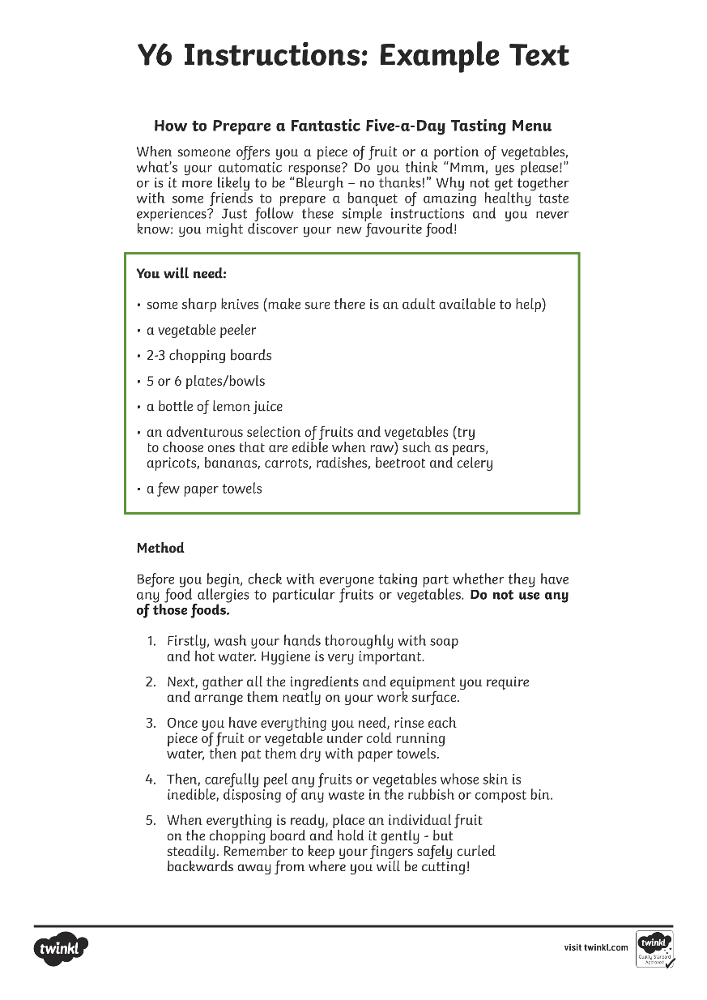 Y6 Instructions: Example Text
How to Prepare a Fantastic Five-a-Day Tasting Menu
When someone offers you a piece of fruit or a portion of vegetables,
what's your automatic response? Do you think “Mmm, yes please!”
or is it more likely to be “Bleurgh – no thanks!” Why not get together
with some friends to prepare a banquet of amazing healthy taste
experiences? Just follow these simple instructions and you never
know: you might discover your new favourite food!
You will need:
• some sharp knives (make sure there is an adult available to help)
• a vegetable peeler
• 2-3 chopping boards
• 5 or 6 plates/bowls
• a bottle of lemon juice
• an adventurous selection of fruits and vegetables (try
to choose ones that are edible when raw) such as pears,
apricots, bananas, carrots, radishes, beetroot and celery
• a few paper towels
Method
Before you begin, check with everyone taking part whether they have
any food allergies to particular fruits or vegetables. Do not use any
of those foods.
1. Firstly, wash your hands thoroughly with soap
and hot water. Hygiene is very important.
2. Next, gather all the ingredients and equipment you require
and arrange them neatly on your work surface.
3. Once you have everything you need, rinse each
piece of fruit or vegetable under cold running
water, then pat them dry with paper towels.
4. Then, carefully peel any fruits or vegetables whose skin is
inedible, disposing of any waste in the rubbish or compost bin.
5. When everything is ready, place an individual fruit
on the chopping board and hold it gently - but
steadily. Remember to keep your fingers safely curled
backwards away from where you will be cutting!
twinkl
visit twinkl.com
twinkl
Quality Standard
Approved